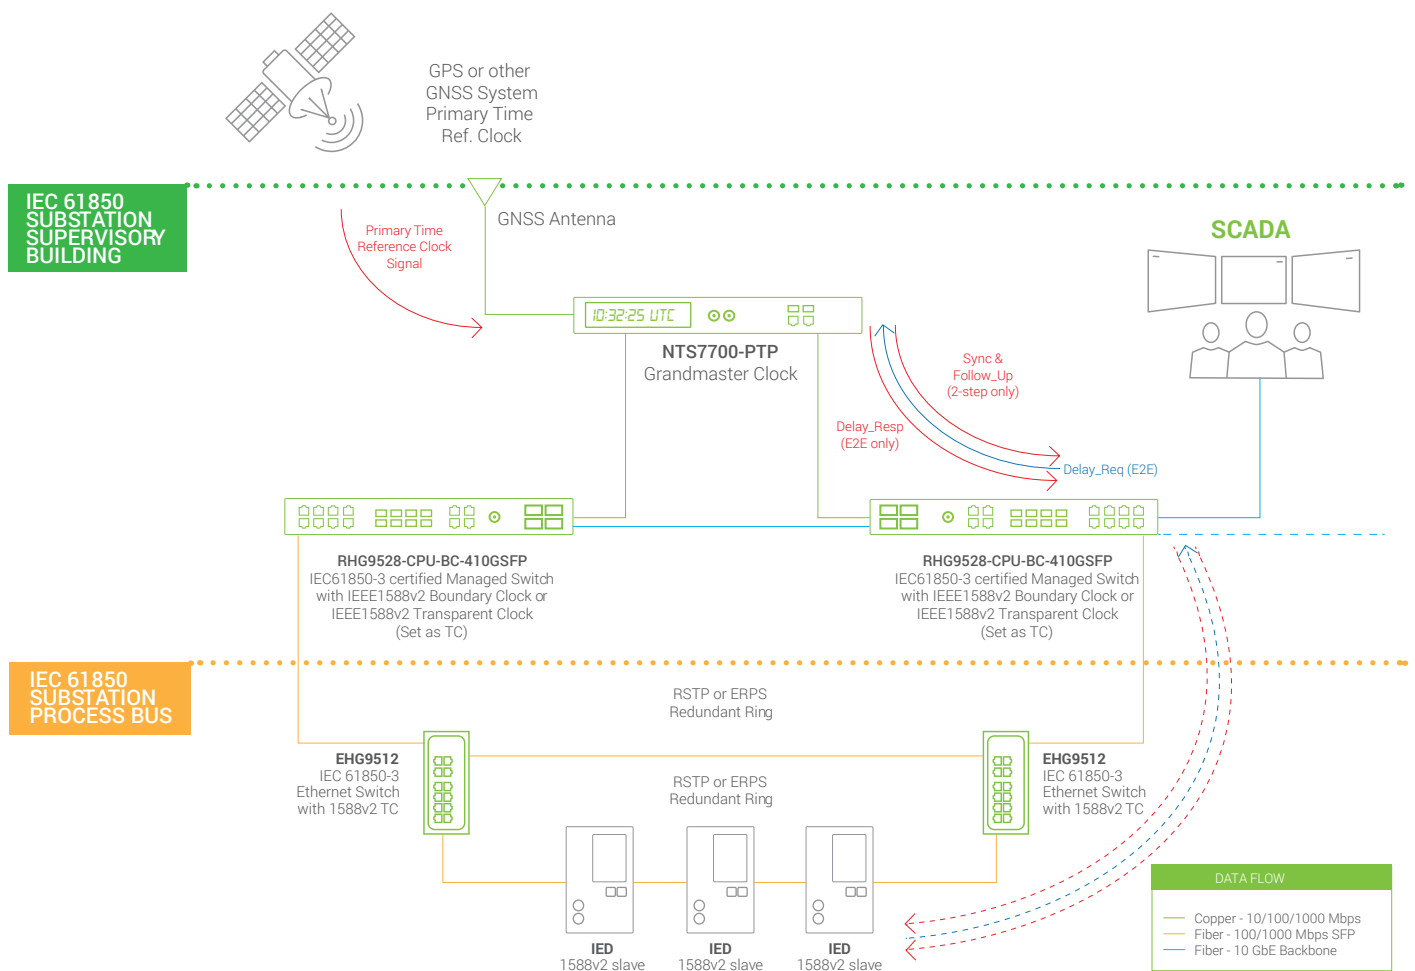 GPS or other
GNSS System
Primary Time
Ref. Clock
IEC 61850
SUBSTATION
SUPERVISORY
BUILDING
GNSS Antenna
Primary Time
Reference Clock
Signal
SCADA
10:32:25 UTC
NTS7700-PTP
Grandmaster Clock
Sync &
Follow_Up
(2-step only)
Delay_Resp
(E2E only)
Delay_Req (E2E)
RHG9528-CPU-BC-410GSFP
IEC61850-3 certified Managed Switch
with IEEE1588v2 Boundary Clock or
IEEE1588v2 Transparent Clock
(Set as TC)
RHG9528-CPU-BC-410GSFP
IEC61850-3 certified Managed Switch
with IEEE1588v2 Boundary Clock or
IEEE1588v2 Transparent Clock
(Set as TC)
IEC 61850
SUBSTATION
PROCESS BUS
RSTP or ERPS
Redundant Ring
EHG9512
IEC 61850-3
Ethernet Switch
with 1588v2 TC
RSTP or ERPS
Redundant Ring
EHG9512
IEC 61850-3
Ethernet Switch
with 1588v2 TC
IED
1588v2 slave
IED
1588v2 slave
IED
1588v2 slave
DATA FLOW
Copper - 10/100/1000 Mbps
Fiber - 100/1000 Mbps SFP
Fiber - 10 GbE Backbone